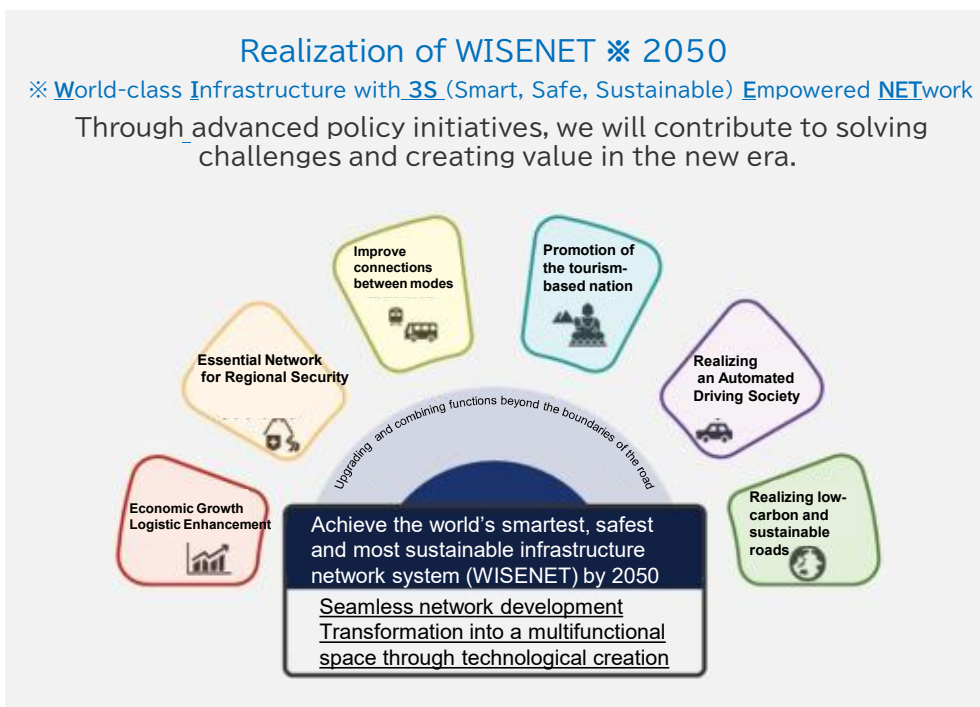 Realization of WISENET ※ 2050
※ World-class Infrastructure with 3S (Smart, Safe, Sustainable) Empowered NETwork
Through advanced policy initiatives, we will contribute to solving
challenges and creating value in the new era.
Improve
connections
between modes
Promotion of
the tourism-
based nation
Essential Network
for Regional Security
Realizing
an Automated
Driving Society
Upgrading and combining functions beyond the boundaries of the road
Economic Growth
Logistic Enhancement
Realizing low-
carbon and
sustainable
roads
Achieve the world's smartest, safest
and most sustainable infrastructure
network system (WISENET) by 2050
Seamless network development
Transformation into a multifunctional
space through technological creation